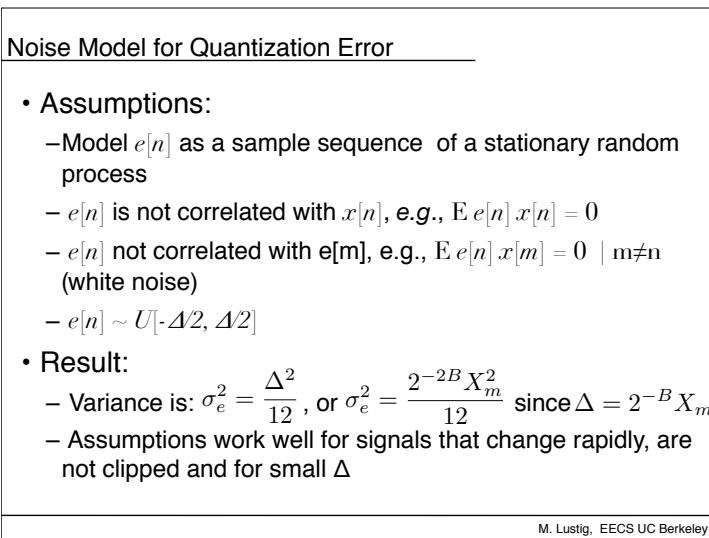 Noise Model for Quantization Error
• Assumptions:
–Model e[n] as a sample sequence of a stationary random
process
– e[n] is not correlated with x[n], e.g., E e[n] x[n] = 0
– e[n] not correlated with e[m], e.g., E e[n] x[m] = 0 | m≠n
(white noise)
– e[n] ~ U[-Δ/2, Δ/2]
• Result:
– Variance is: σ_e^2 = Δ^2/12 , or σ_e^2 = 2^{-2B} X_m^2/12 since Δ = 2^{-B} X_m
– Assumptions work well for signals that change rapidly, are
not clipped and for small Δ
M. Lustig, EECS UC Berkeley